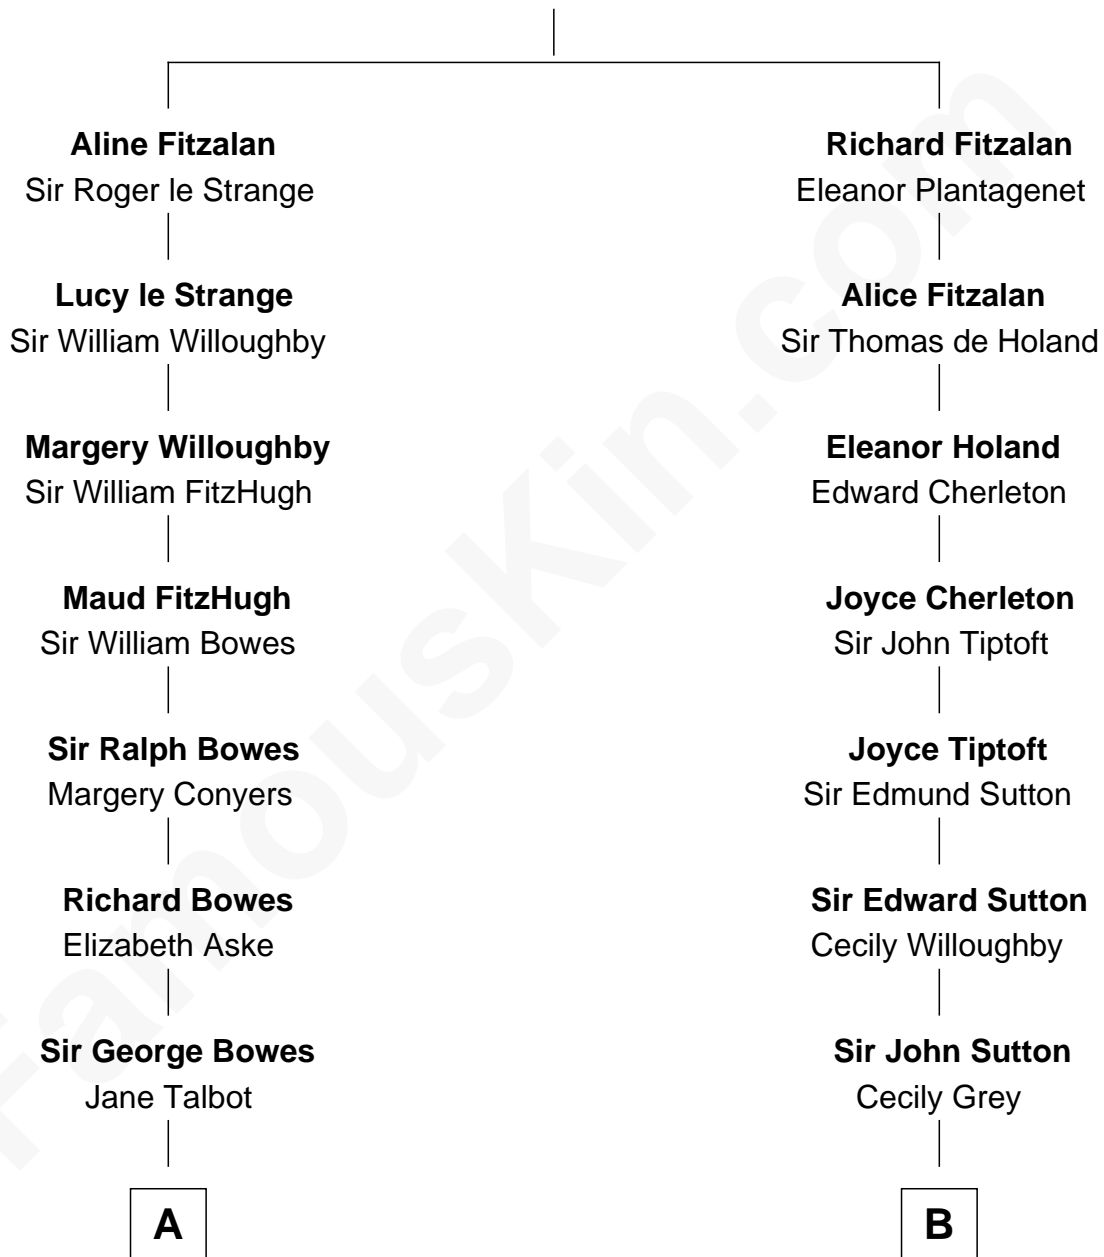 Aline Fitzalan
Sir Roger le Strange
Richard Fitzalan
Eleanor Plantagenet
Lucy le Strange
Sir William Willoughby
Alice Fitzalan
Sir Thomas de Holand
Margery Willoughby
Sir William FitzHugh
Eleanor Holand
Edward Cherleton
Maud FitzHugh
Sir William Bowes
Joyce Cherleton
Sir John Tiptoft
Sir Ralph Bowes
Margery Conyers
Joyce Tiptoft
Sir Edmund Sutton
Richard Bowes
Elizabeth Aske
Sir Edward Sutton
Cecily Willoughby
Sir George Bowes
Jane Talbot
Sir John Sutton
Cecily Grey
A
B
FamousKin.com